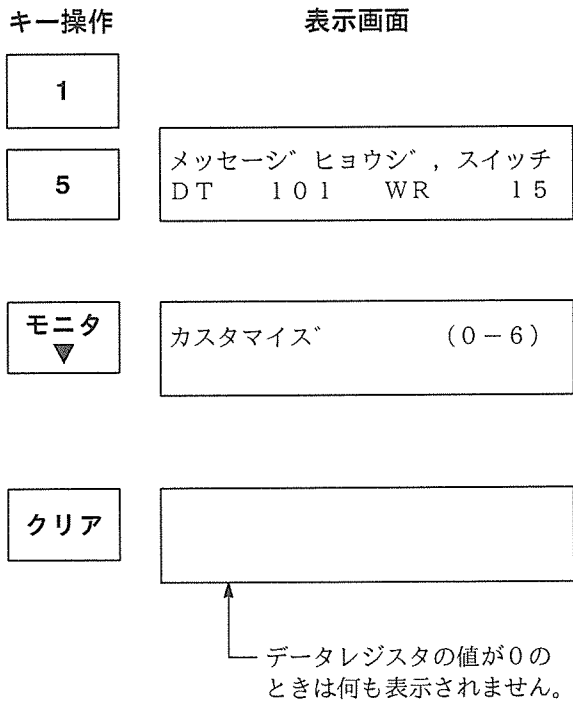 キー操作
表示画面
1
5
メッセージ ヒョウジ, スイッチ
DT 101 WR 15
モニタ
▼
カスタマイズ (0－6)
クリア
データレジスタの値が0の
ときは何も表示されません。